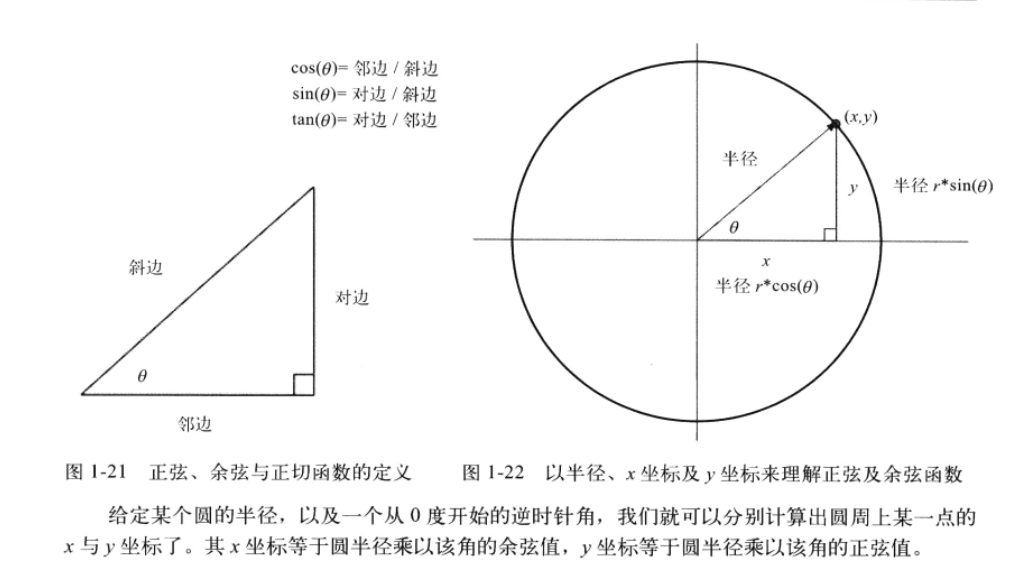 cos(θ)= 邻边 / 斜边
sin(θ)= 对边 / 斜边
tan(θ)= 对边 / 邻边
斜边
对边
θ
邻边
(x,y)
半径
y
半径 r*sin(θ)
θ
x
半径 r*cos(θ)
图 1-21 正弦、余弦与正切函数的定义
图 1-22 以半径、x 坐标及 y 坐标来理解正弦及余弦函数
给定某个圆的半径，以及一个从 0 度开始的逆时针角，我们就可以分别计算出圆周上某一点的
x 与 y 坐标了。其 x 坐标等于圆半径乘以该角的余弦值，y 坐标等于圆半径乘以该角的正弦值。